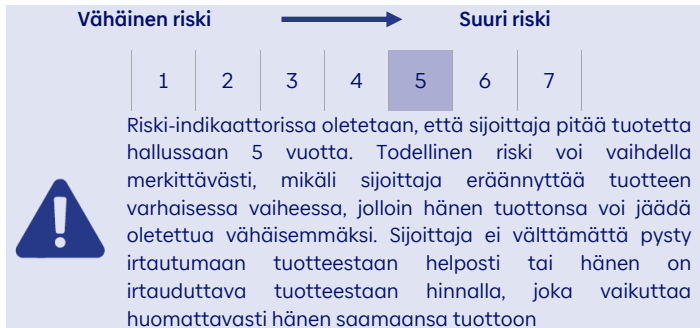 Vähäinen riski Suuri riski
1 2 3 4 5 6 7
Riski-indikaattorissa oletetaan, että sijoittaja pitää tuotetta
hallussaan 5 vuotta. Todellinen riski voi vaihdella
merkittävästi, mikäli sijoittaja eräännyttää tuotteen
varhaisessa vaiheessa, jolloin hänen tuottonsa voi jäädä
oletettua vähäisemmäksi. Sijoittaja ei välttämättä pysty
irtautumaan tuotteestaan helposti tai hänen on
irtauduttava tuotteestaan hinnalla, joka vaikuttaa
huomattavasti hänen saamaansa tuottoon